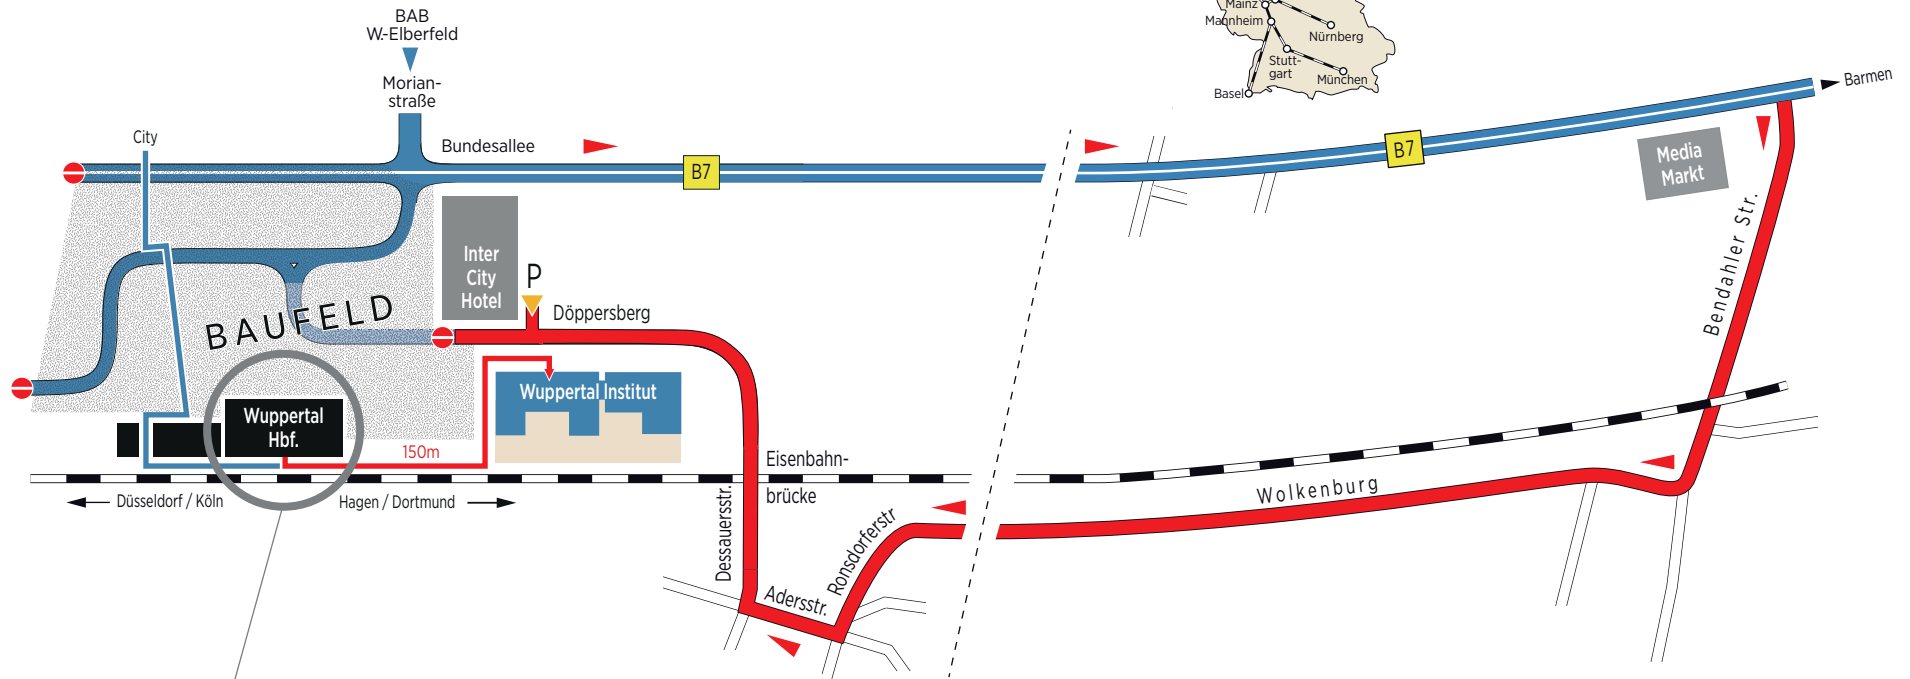 BAB
W.-Elberfeld
Morian-
straße
City
Bundesallee
B7
B7
Barmen
Mainz
Mannheim
Nürnberg
Stutt-
gart
München
Basel
Media
Markt
Bendahler Str.
Inter
City
Hotel
P
Döppersberg
BAUFELD
Wuppertal Institut
Wuppertal
Hbf.
150m
Eisenbahn-
brücke
Düsseldorf / Köln
Hagen / Dortmund
Dessauersstr.
Wolkenburg
Ronsdorferstr
Adersstr.